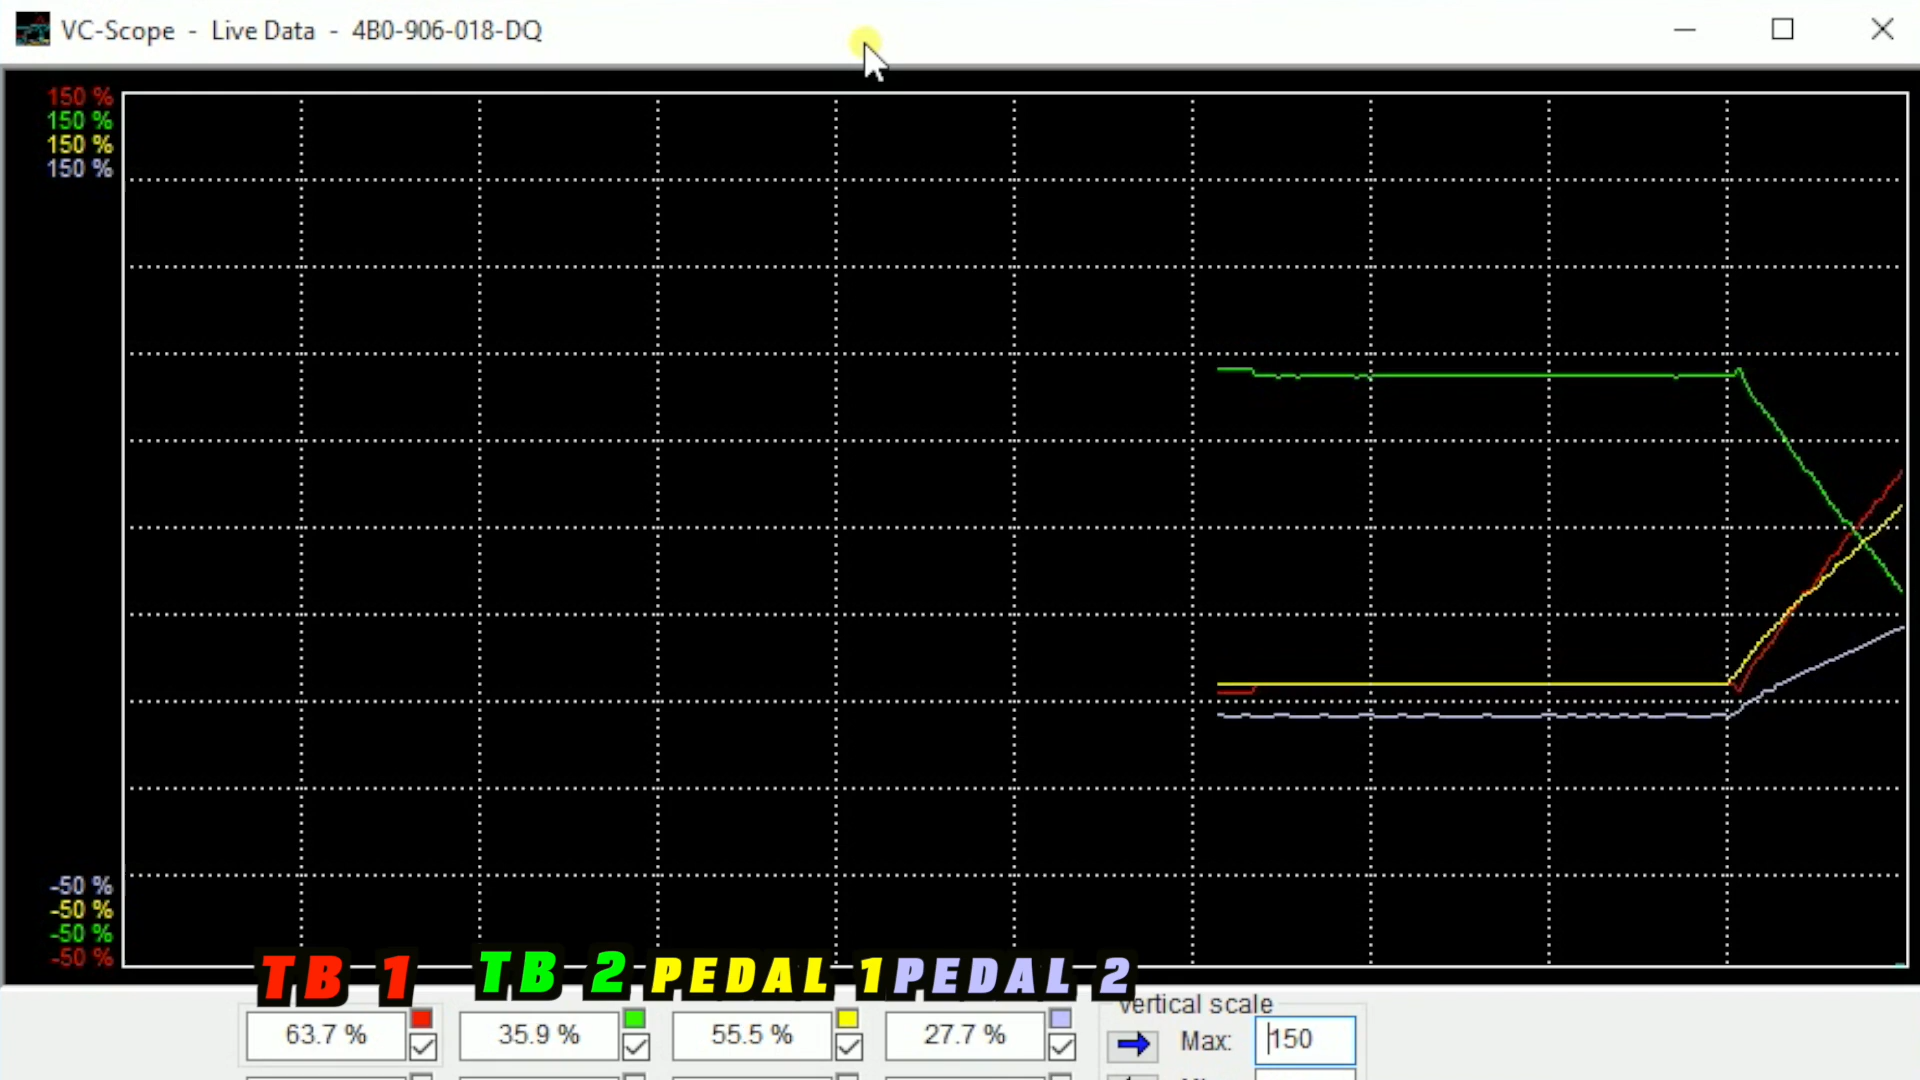 VC-Scope - Live Data - 4B0-906-018-DQ
150 %
150 %
150 %
150 %
-50 %
-50 %
-50 %
-50 %
TB 1 TB 2 PEDAL 1 PEDAL 2
Vertical scale
63.7 % 35.9 % 55.5 % 27.7 % Max: 150